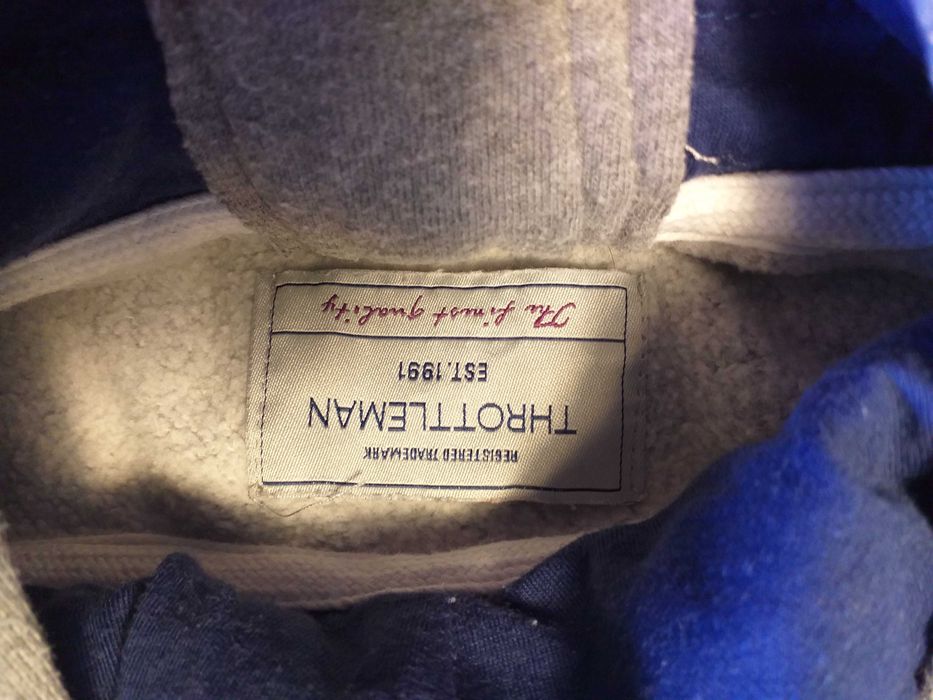 REGISTERED TRADEMARK
THROTTLEMAN
EST.1991
The finest quality